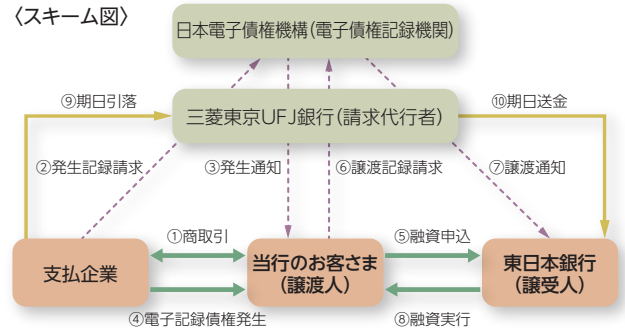 〈スキーム図〉
日本電子債権機構(電子債権記録機関)
⑨期日引落
三菱東京UFJ銀行(請求代行者)
⑩期日送金
②発生記録請求
③発生通知
⑥譲渡記録請求
⑦譲渡通知
支払企業
①商取引
当行のお客さま
(譲渡人)
⑤融資申込
東日本銀行
(譲受人)
④電子記録債権発生
⑧融資実行